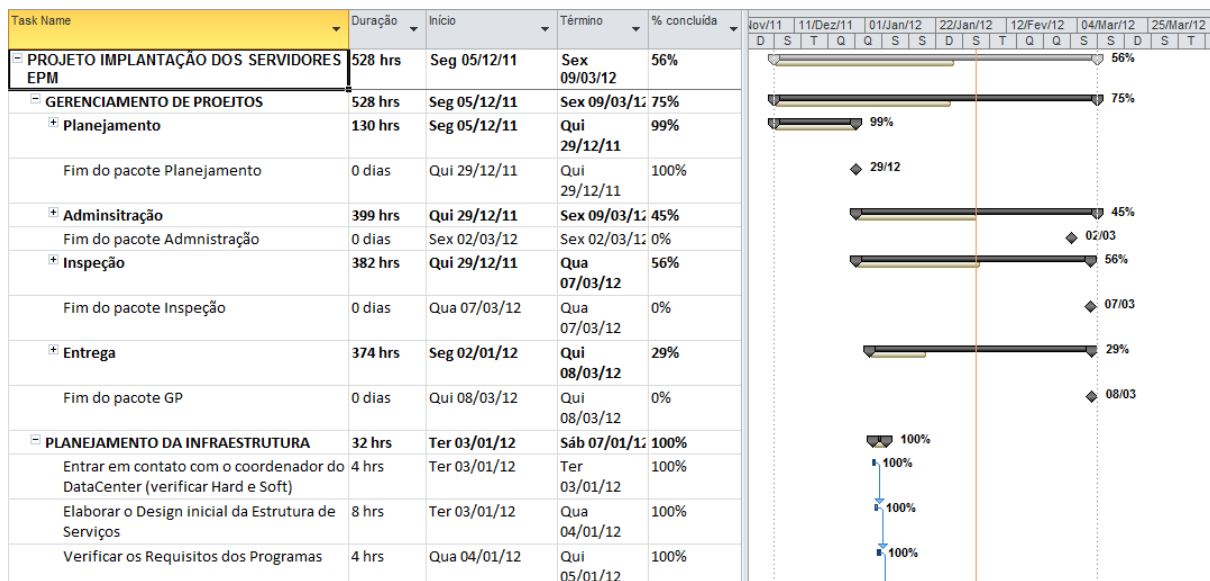 Task Name Duração Início Término % concluída
Nov/11 11/Dez/11 01/Jan/12 22/Jan/12 12/Fev/12 04/Mar/12 25/Mar/12
D S T Q Q S S D S T Q Q S S D S T
PROJETO IMPLANTAÇÃO DOS SERVIDORES EPM 528 hrs Seg 05/12/11 Sex 09/03/12 56% 56%
GERENCIAMENTO DE PROEJTOS 528 hrs Seg 05/12/11 Sex 09/03/12 75% 75%
Planejamento 130 hrs Seg 05/12/11 Qui 29/12/11 99% 99%
Fim do pacote Planejamento 0 dias Qui 29/12/11 Qui 29/12/11 100% 29/12
Adminsitração 399 hrs Qui 29/12/11 Sex 09/03/12 45% 45%
Fim do pacote Admnistração 0 dias Sex 02/03/12 Sex 02/03/12 0% 02/03
Inspeção 382 hrs Qui 29/12/11 Qua 07/03/12 56% 56%
Fim do pacote Inspeção 0 dias Qua 07/03/12 Qua 07/03/12 0% 07/03
Entrega 374 hrs Seg 02/01/12 Qui 08/03/12 29% 29%
Fim do pacote GP 0 dias Qui 08/03/12 Qui 08/03/12 0% 08/03
PLANEJAMENTO DA INFRAESTRUTURA 32 hrs Ter 03/01/12 Sáb 07/01/12 100% 100%
Entrar em contato com o coordenador do DataCenter (verificar Hard e Soft) 4 hrs Ter 03/01/12 Ter 03/01/12 100% 100%
Elaborar o Design inicial da Estrutura de Serviços 8 hrs Ter 03/01/12 Qua 04/01/12 100% 100%
Verificar os Requisitos dos Programas 4 hrs Qua 04/01/12 Qui 05/01/12 100% 100%